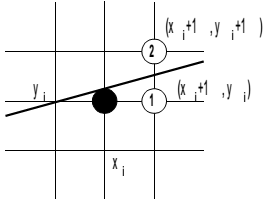 (x i+1 , y i+1 )
2
y i
1
(x i+1 , y i)
x i